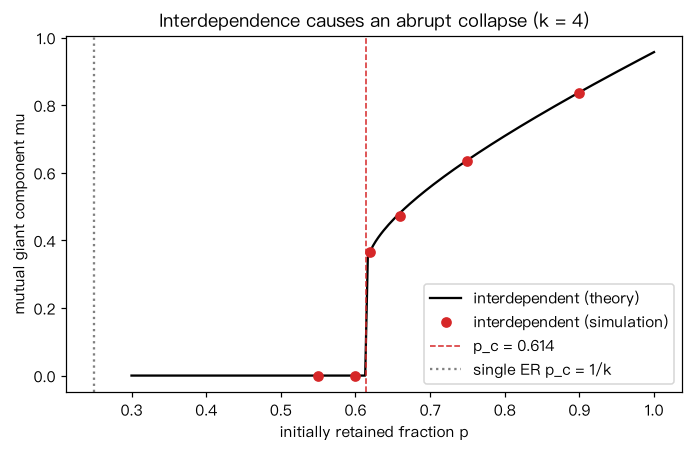 Interdependence causes an abrupt collapse (k = 4)
mutual giant component mu
1.0
0.8
0.6
0.4
0.2
0.0
0.3 0.4 0.5 0.6 0.7 0.8 0.9 1.0
initially retained fraction p
interdependent (theory)
interdependent (simulation)
p_c = 0.614
single ER p_c = 1/k